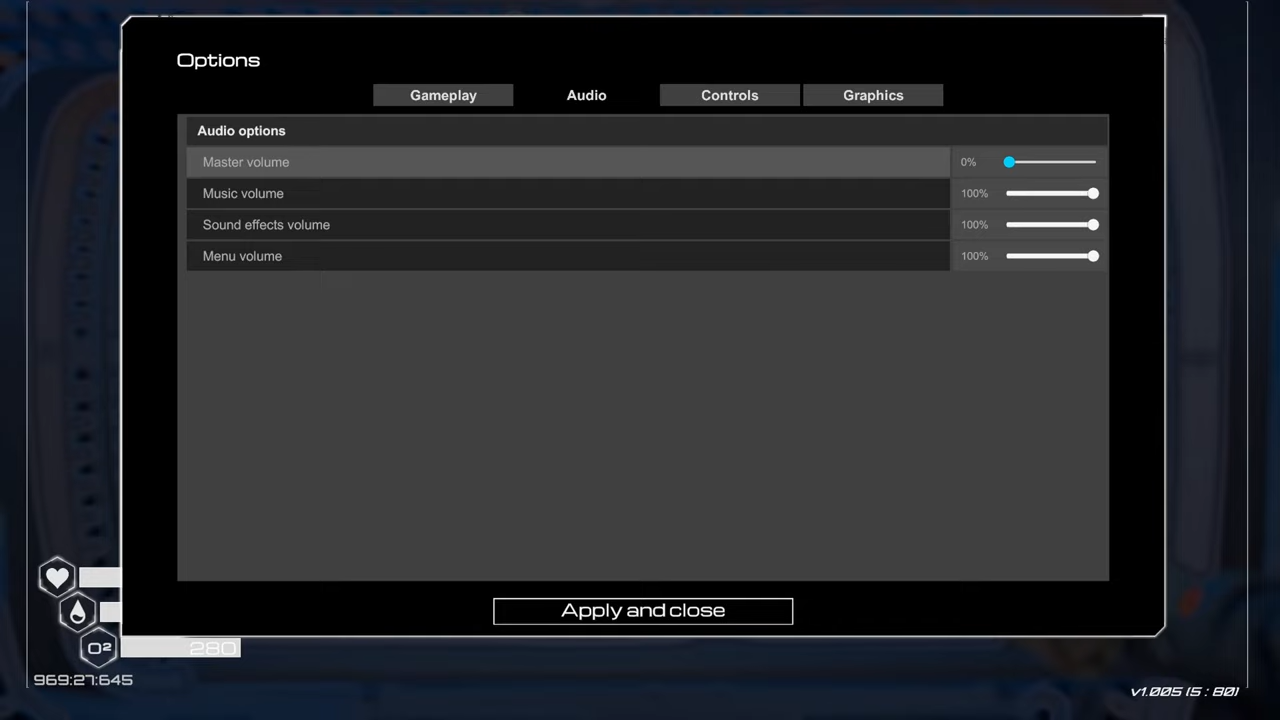 Options
Gameplay Audio Controls Graphics
Audio options
Master volume 0%
Music volume 100%
Sound effects volume 100%
Menu volume 100%
Apply and close
O2 280
969:27:645
v1.005 (5 : 80)